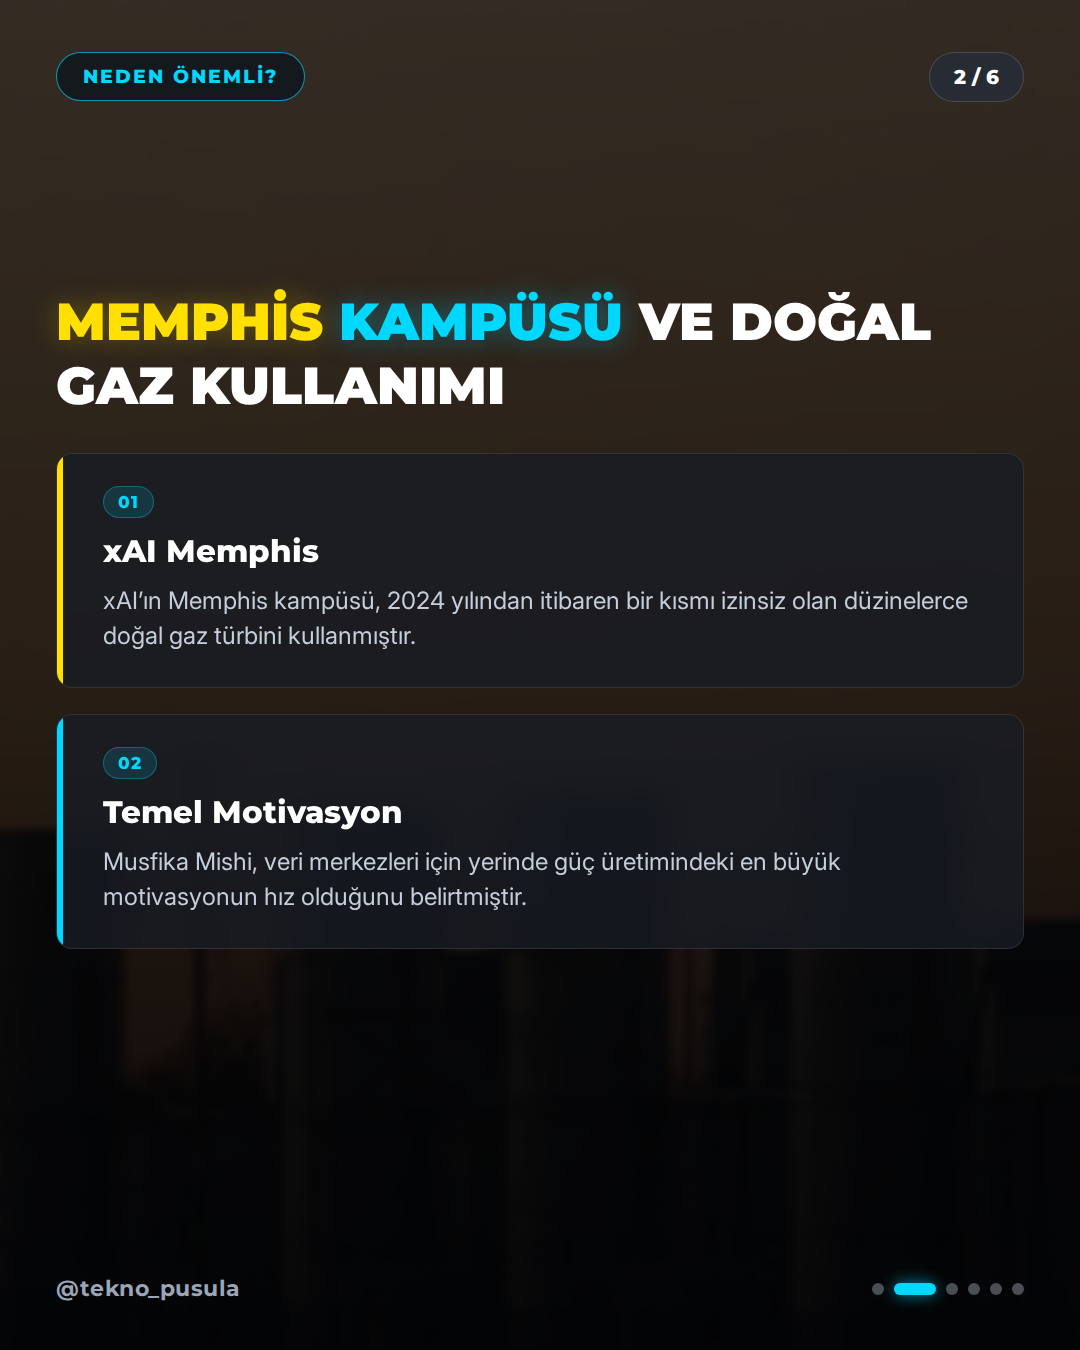 NEDEN ÖNEMLİ?
2 / 6
MEMPHİS KAMPÜSÜ VE DOĞAL
GAZ KULLANIMI
01
xAI Memphis
xAI’ın Memphis kampüsü, 2024 yılından itibaren bir kısmı izinsiz olan düzinelerce
doğal gaz türbini kullanmıştır.
02
Temel Motivasyon
Musfika Mishi, veri merkezleri için yerinde güç üretimindeki en büyük
motivasyonun hız olduğunu belirtmiştir.
@tekno_pusula